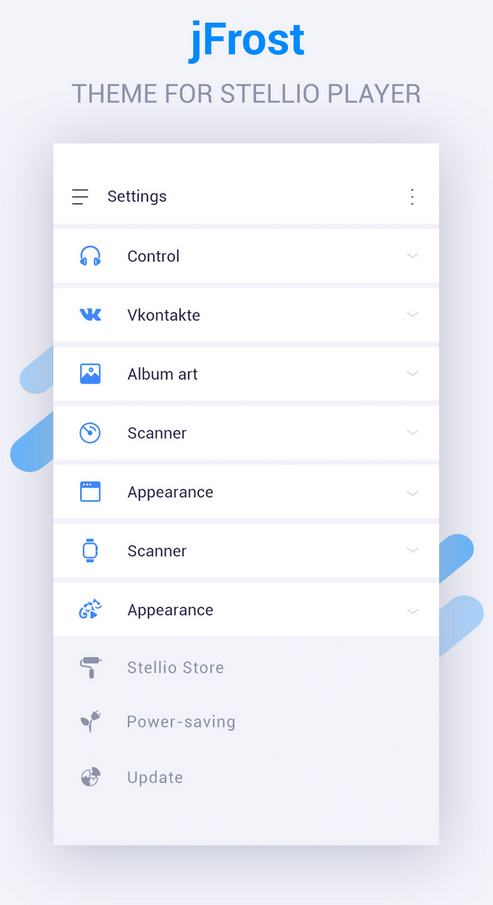 jFrost
THEME FOR STELLIO PLAYER
Settings
Control
Vkontakte
Album art
Scanner
Appearance
Scanner
Appearance
Stellio Store
Power-saving
Update